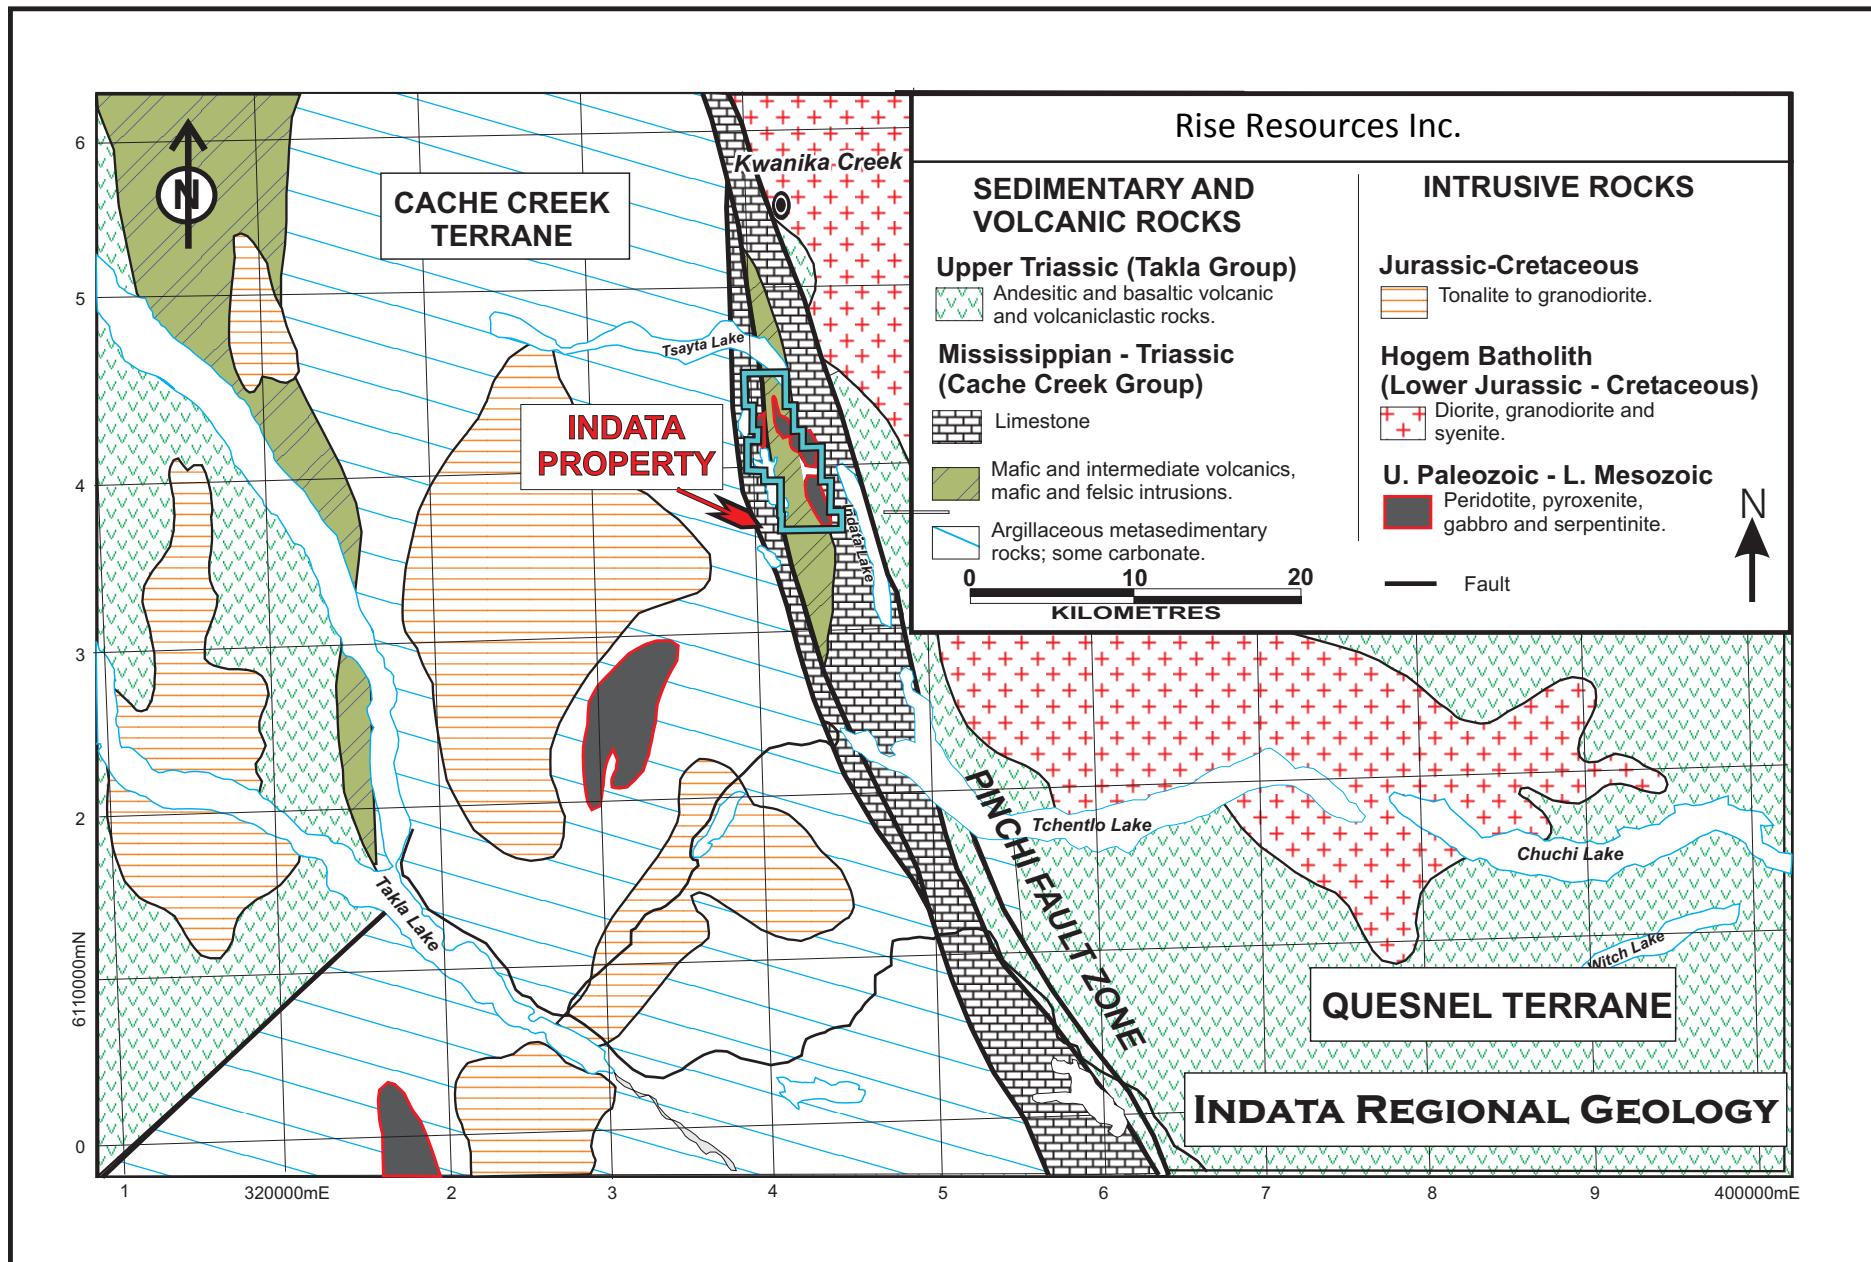 Rise Resources Inc.
SEDIMENTARY AND
VOLCANIC ROCKS
Upper Triassic (Takla Group)
Andesitic and basaltic volcanic
and volcaniclastic rocks.
Mississippian - Triassic
(Cache Creek Group)
Limestone
Mafic and intermediate volcanics,
mafic and felsic intrusions.
Argillaceous metasedimentary
rocks; some carbonate.
0 10 20
KILOMETRES
INTRUSIVE ROCKS
Jurassic-Cretaceous
Tonalite to granodiorite.
Hogem Batholith
(Lower Jurassic - Cretaceous)
Diorite, granodiorite and
syenite.
U. Paleozoic - L. Mesozoic
Peridotite, pyroxenite,
gabbro and serpentinite.
Fault
N
N
CACHE CREEK
TERRANE
Kwanika Creek
Tsayta Lake
INDATA
PROPERTY
Indata Lake
PINCHI FAULT ZONE
Tchentlo Lake
Chuchi Lake
Witch Lake
Takla Lake
QUESNEL TERRANE
INDATA REGIONAL GEOLOGY
6
5
4
3
2
6110000mN
0
1 320000mE 2 3 4 5 6 7 8 9 400000mE